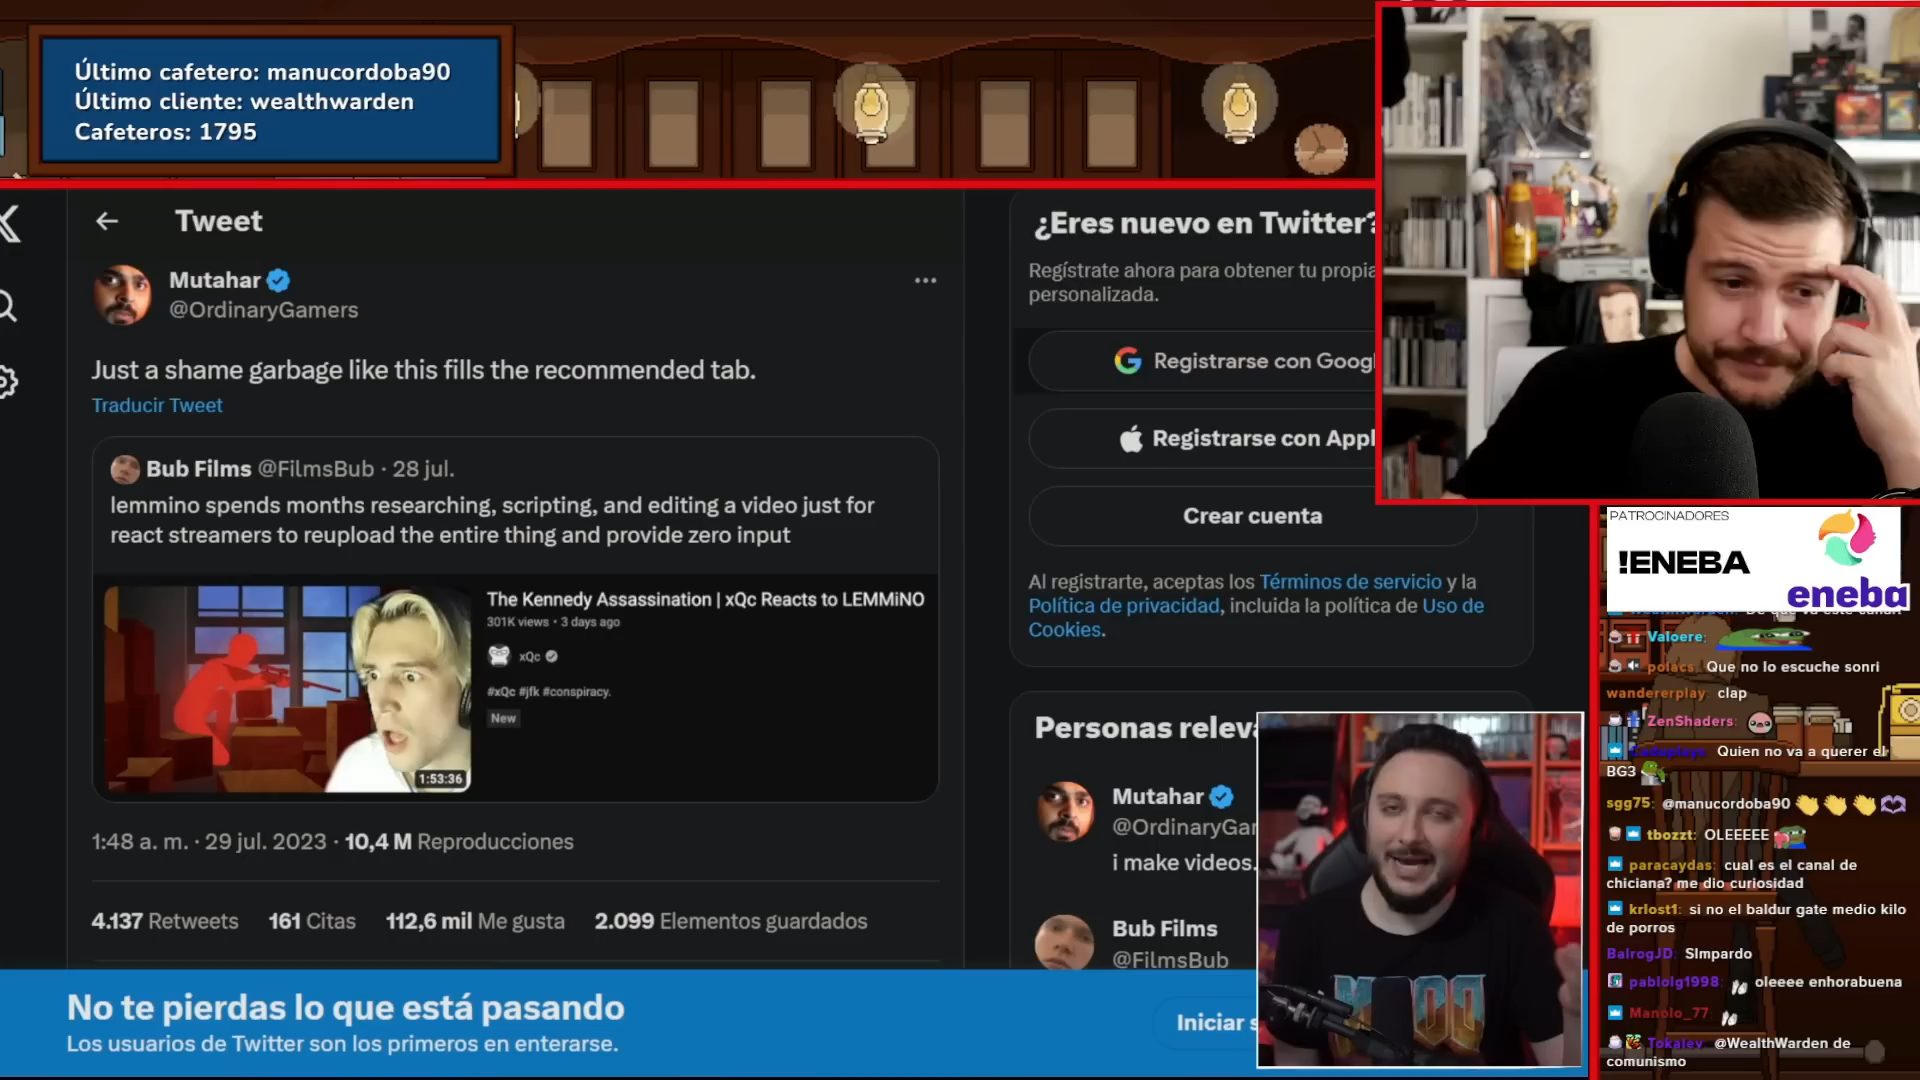 Último cafetero: manucordoba90
Último cliente: wealthwarden
Cafeteros: 1795
Tweet
Mutahar
@OrdinaryGamers
Just a shame garbage like this fills the recommended tab.
Traducir Tweet
Bub Films @FilmsBub · 28 jul.
lemmino spends months researching, scripting, and editing a video just for
react streamers to reupload the entire thing and provide zero input
The Kennedy Assassination | xQc Reacts to LEMMiNO
301K views • 3 days ago
xQc
#xQc #jfk #conspiracy.
New
1:53:36
1:48 a. m. · 29 jul. 2023 · 10,4 M Reproducciones
4.137 Retweets 161 Citas 112,6 mil Me gusta 2.099 Elementos guardados
¿Eres nuevo en Twitter?
Regístrate ahora para obtener tu propia
personalizada.
Registrarse con Googl
Registrarse con Appl
Crear cuenta
Al registrarte, aceptas los Términos de servicio y la
Política de privacidad, incluida la política de Uso de
Cookies.
Personas releva
Mutahar
@OrdinaryGar
i make videos.
Bub Films
@FilmsBub
No te pierdas lo que está pasando
Los usuarios de Twitter son los primeros en enterarse.
Iniciar s
PATROCINADORES
!ENEBA
eneba
Valoere:
polacs: Que no lo escuche sonri
wandererplay: clap
ZenShaders:
Quien no va a querer el
BG3
sgg75: @manucordoba90
tbozzt: OLEEEEE
paracaydas: cual es el canal de
chiciana? me dio curiosidad
krlost1: si no el baldur gate medio kilo
de porros
BalrogJD: SImpardo
pablolg1998: oleeee enhorabuena
Manolo_77:
Tokalev: @WealthWarden de
comunismo